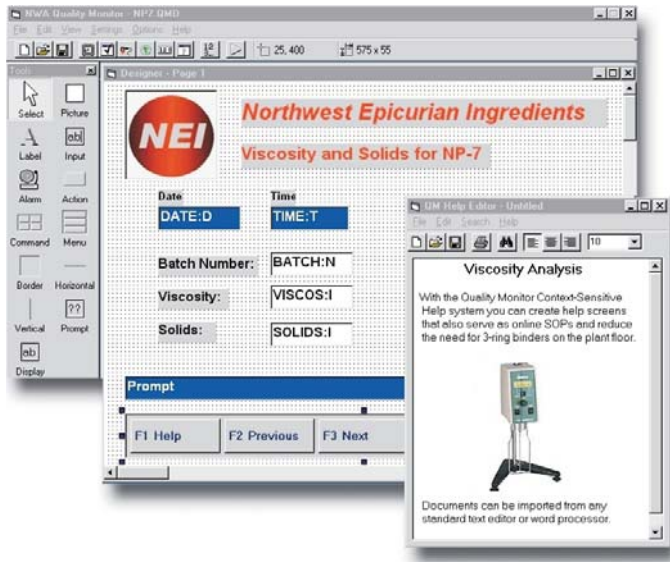 NWA Quality Monitor - NP7.QMD
File Edit View Settings Options Help
25, 400 575 x 55
Tools
Select Picture
Label Input
Alarm Action
Command Menu
Border Horizontal
Vertical Prompt
Display
A
ab
??
ab
Designer - Page 1
NEI
Northwest Epicurian Ingredients
Viscosity and Solids for NP-7
Date Time
DATE:D TIME:T
Batch Number: BATCH:N
Viscosity: VISCOS:I
Solids: SOLIDS:I
Prompt
F1 Help F2 Previous F3 Next
QM Help Editor - Untitled
File Edit Search Help
10
Viscosity Analysis
With the Quality Monitor Context-Sensitive
Help system you can create help screens
that also serve as online SOPs and reduce
the need for 3-ring binders on the plant floor.
Documents can be imported from any
standard text editor or word processor.